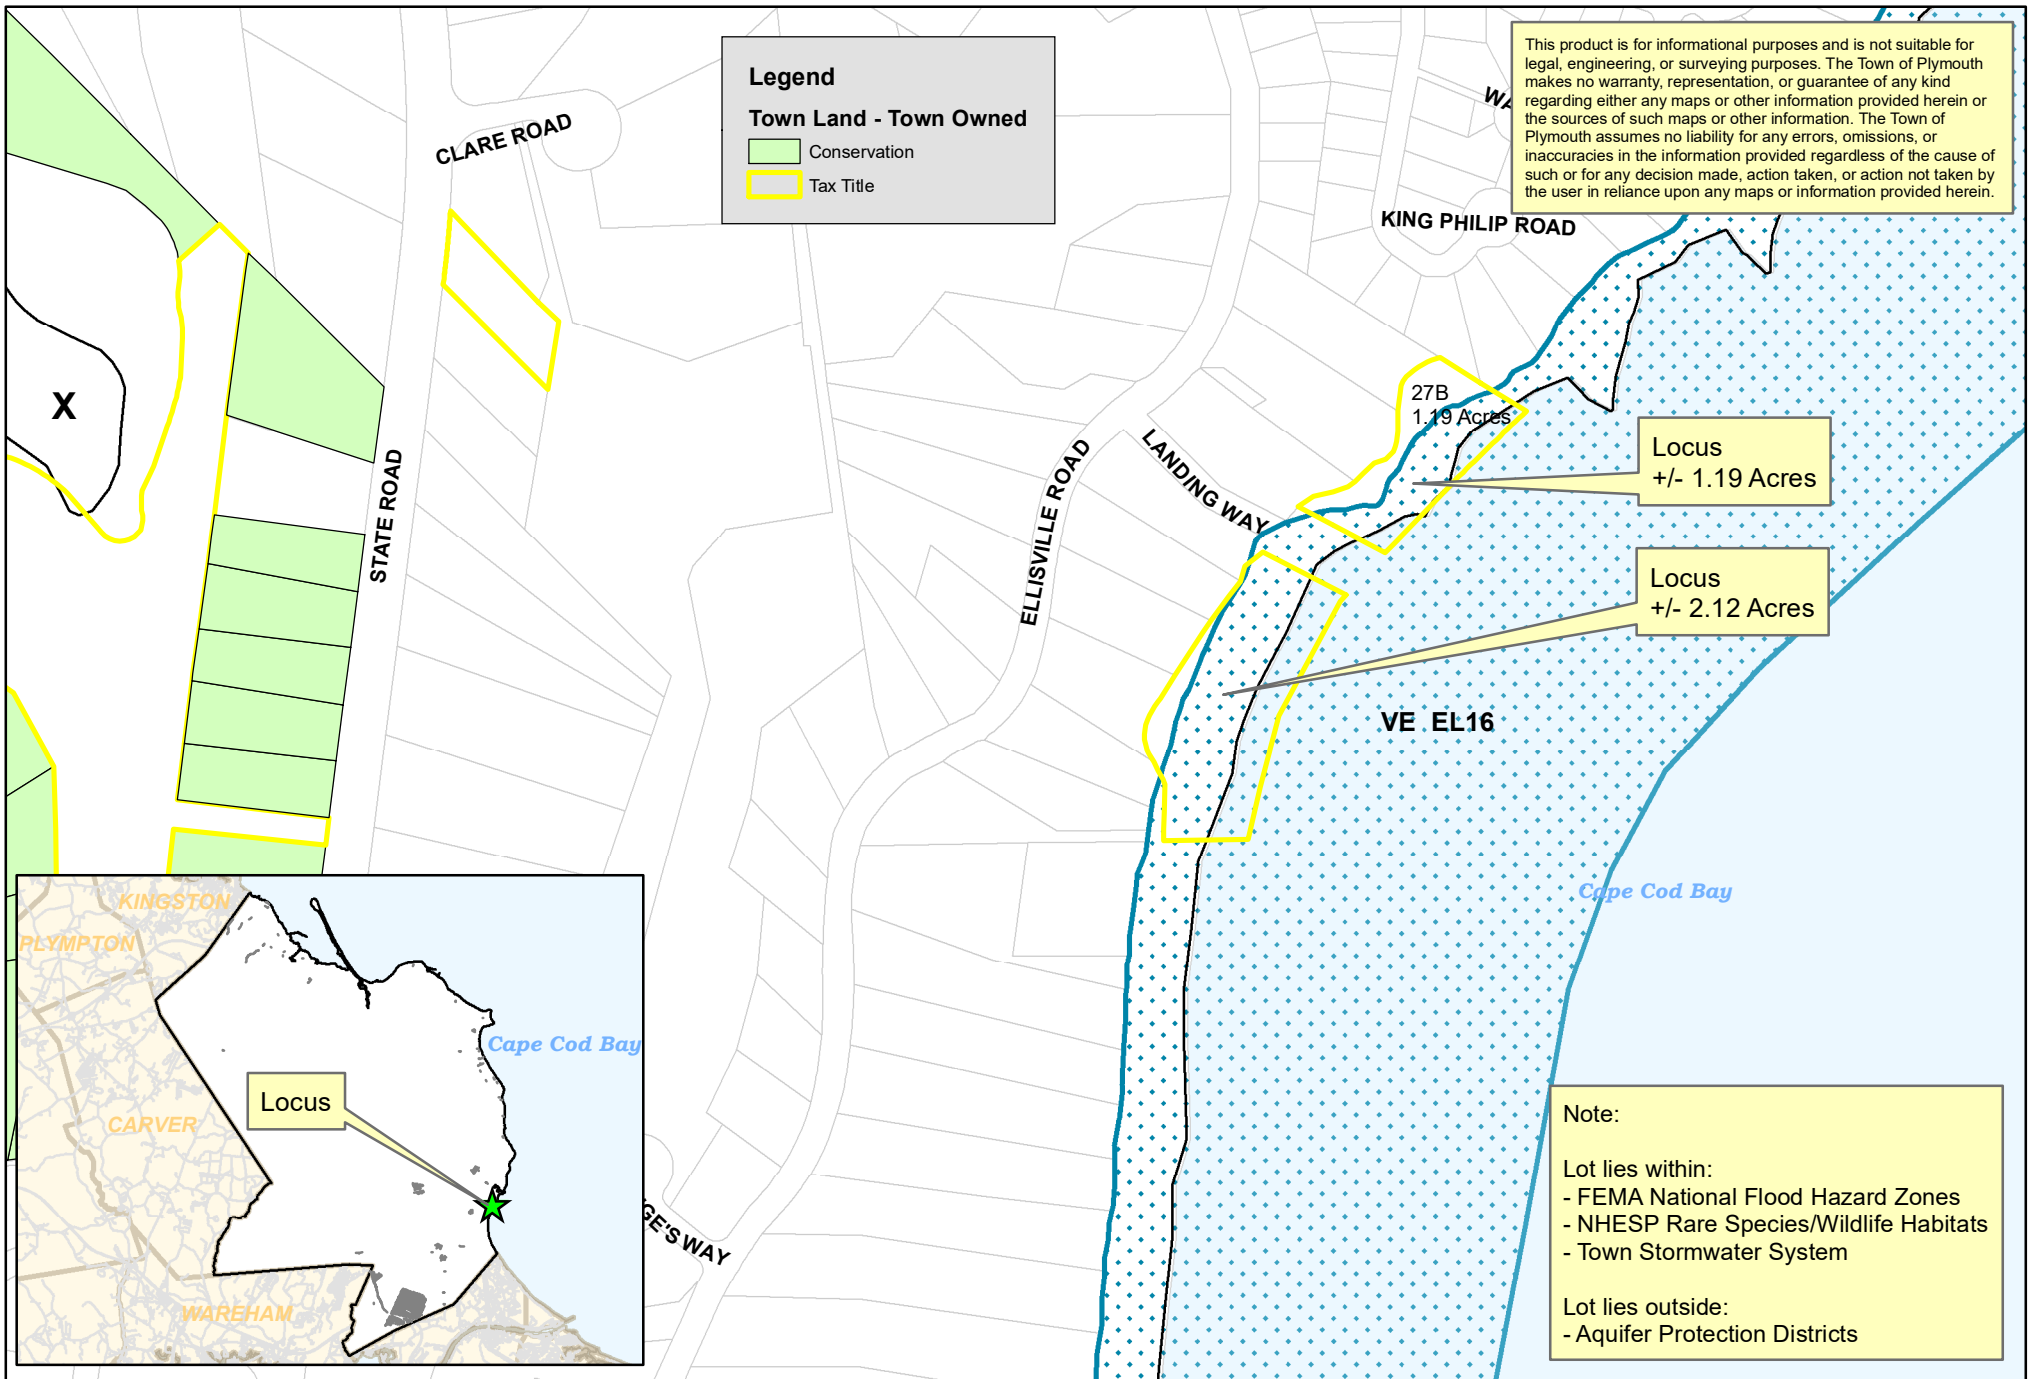 Legend
Town Land - Town Owned
Conservation
Tax Title
This product is for informational purposes and is not suitable for
legal, engineering, or surveying purposes. The Town of Plymouth
makes no warranty, representation, or guarantee of any kind
regarding either any maps or other information provided herein or
the sources of such maps or other information. The Town of
Plymouth assumes no liability for any errors, omissions, or
inaccuracies in the information provided regardless of the cause of
such or for any decision made, action taken, or action not taken by
the user in reliance upon any maps or information provided herein.
CLARE ROAD
KING PHILIP ROAD
X
27B
1.19 Acres
Locus
+/- 1.19 Acres
STATE ROAD
ELLISVILLE ROAD
LANDING WAY
Locus
+/- 2.12 Acres
VE EL16
Cape Cod Bay
KINGSTON
PLYMPTON
Cape Cod Bay
Locus
CARVER
WAREHAM
GE'S WAY
Note:
Lot lies within:
- FEMA National Flood Hazard Zones
- NHESP Rare Species/Wildlife Habitats
- Town Stormwater System
Lot lies outside:
- Aquifer Protection Districts